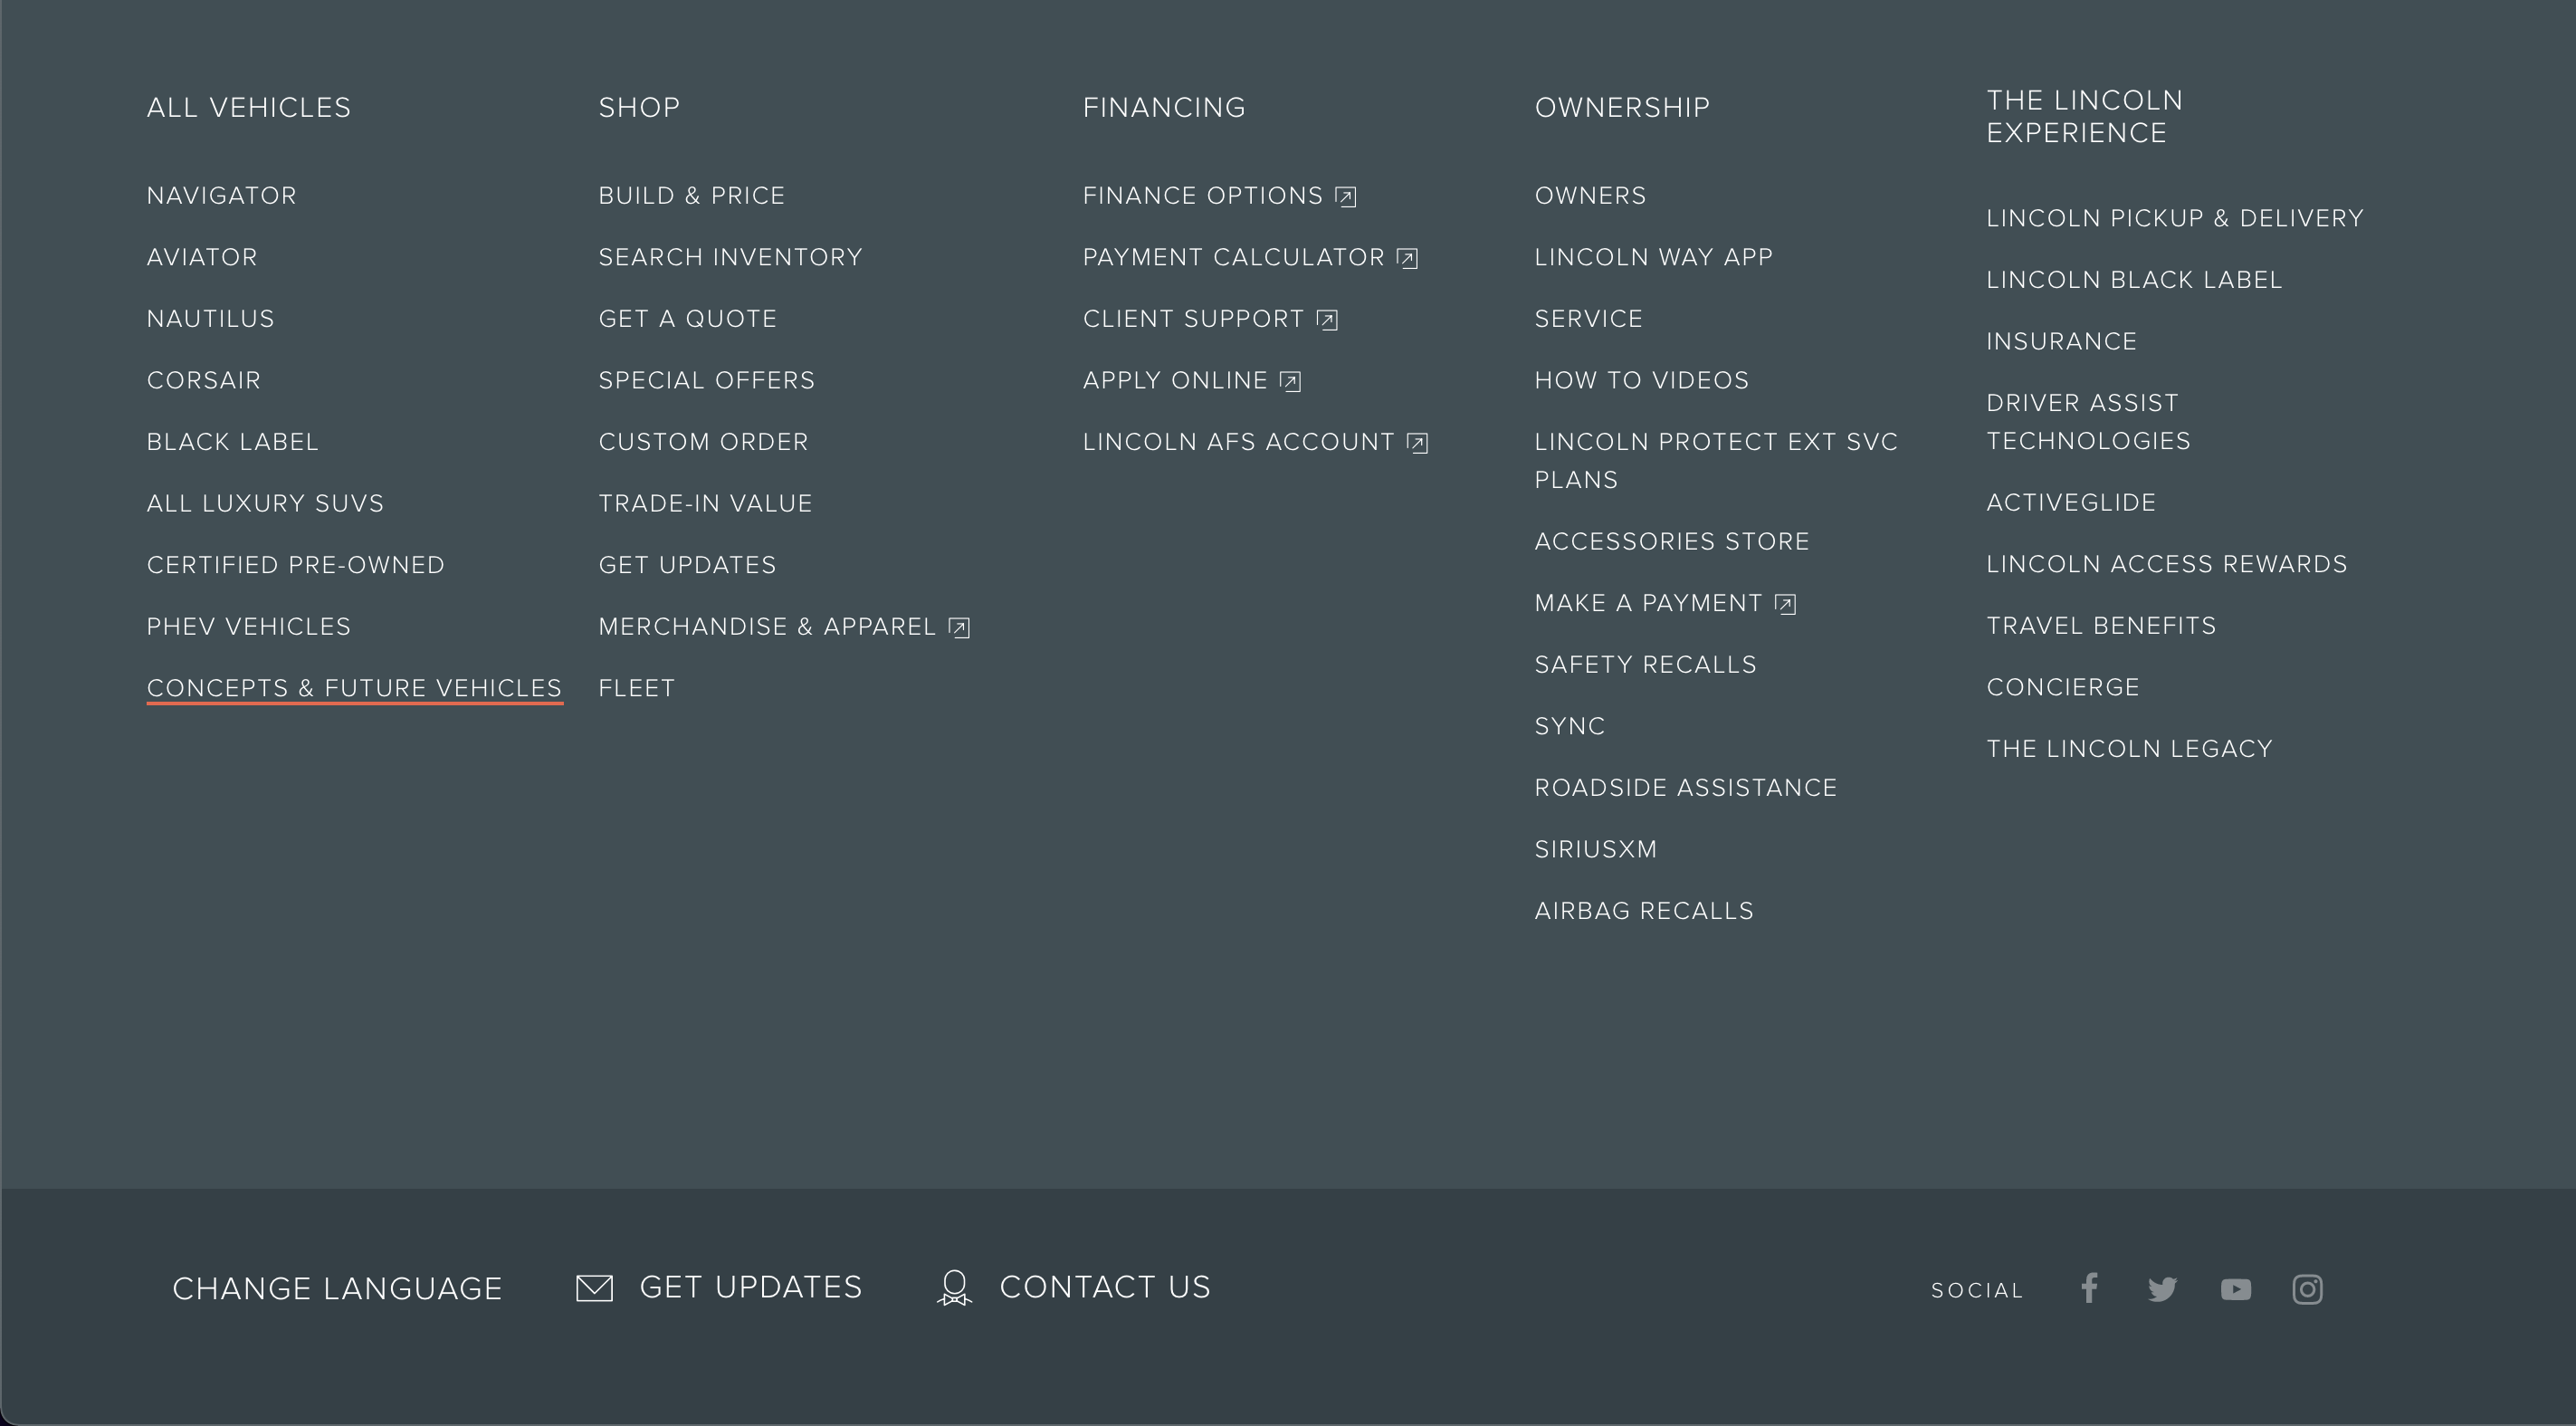 ALL VEHICLES
NAVIGATOR
AVIATOR
NAUTILUS
CORSAIR
BLACK LABEL
ALL LUXURY SUVS
CERTIFIED PRE-OWNED
PHEV VEHICLES
CONCEPTS & FUTURE VEHICLES
SHOP
BUILD & PRICE
SEARCH INVENTORY
GET A QUOTE
SPECIAL OFFERS
CUSTOM ORDER
TRADE-IN VALUE
GET UPDATES
MERCHANDISE & APPAREL
FLEET
FINANCING
FINANCE OPTIONS
PAYMENT CALCULATOR
CLIENT SUPPORT
APPLY ONLINE
LINCOLN AFS ACCOUNT
OWNERSHIP
OWNERS
LINCOLN WAY APP
SERVICE
HOW TO VIDEOS
LINCOLN PROTECT EXT SVC
PLANS
ACCESSORIES STORE
MAKE A PAYMENT
SAFETY RECALLS
SYNC
ROADSIDE ASSISTANCE
SIRIUSXM
AIRBAG RECALLS
THE LINCOLN
EXPERIENCE
LINCOLN PICKUP & DELIVERY
LINCOLN BLACK LABEL
INSURANCE
DRIVER ASSIST
TECHNOLOGIES
ACTIVEGLIDE
LINCOLN ACCESS REWARDS
TRAVEL BENEFITS
CONCIERGE
THE LINCOLN LEGACY
CHANGE LANGUAGE
GET UPDATES
CONTACT US
SOCIAL